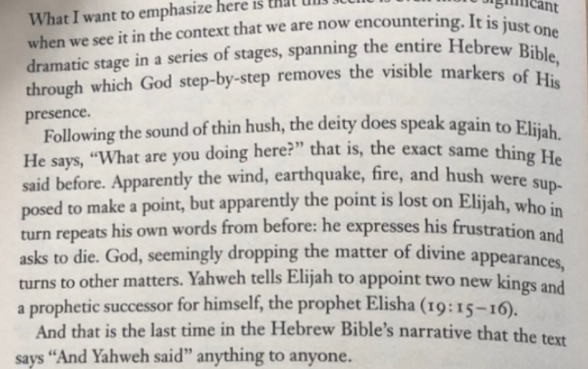 What I want to emphasize here is that this scene is even more significant
when we see it in the context that we are now encountering. It is just one
dramatic stage in a series of stages, spanning the entire Hebrew Bible,
through which God step-by-step removes the visible markers of His
presence.
Following the sound of thin hush, the deity does speak again to Elijah.
He says, “What are you doing here?” that is, the exact same thing He
said before. Apparently the wind, earthquake, fire, and hush were sup-
posed to make a point, but apparently the point is lost on Elijah, who in
turn repeats his own words from before: he expresses his frustration and
asks to die. God, seemingly dropping the matter of divine appearances,
turns to other matters. Yahweh tells Elijah to appoint two new kings and
a prophetic successor for himself, the prophet Elisha (19:15–16).
And that is the last time in the Hebrew Bible’s narrative that the text
says “And Yahweh said” anything to anyone.